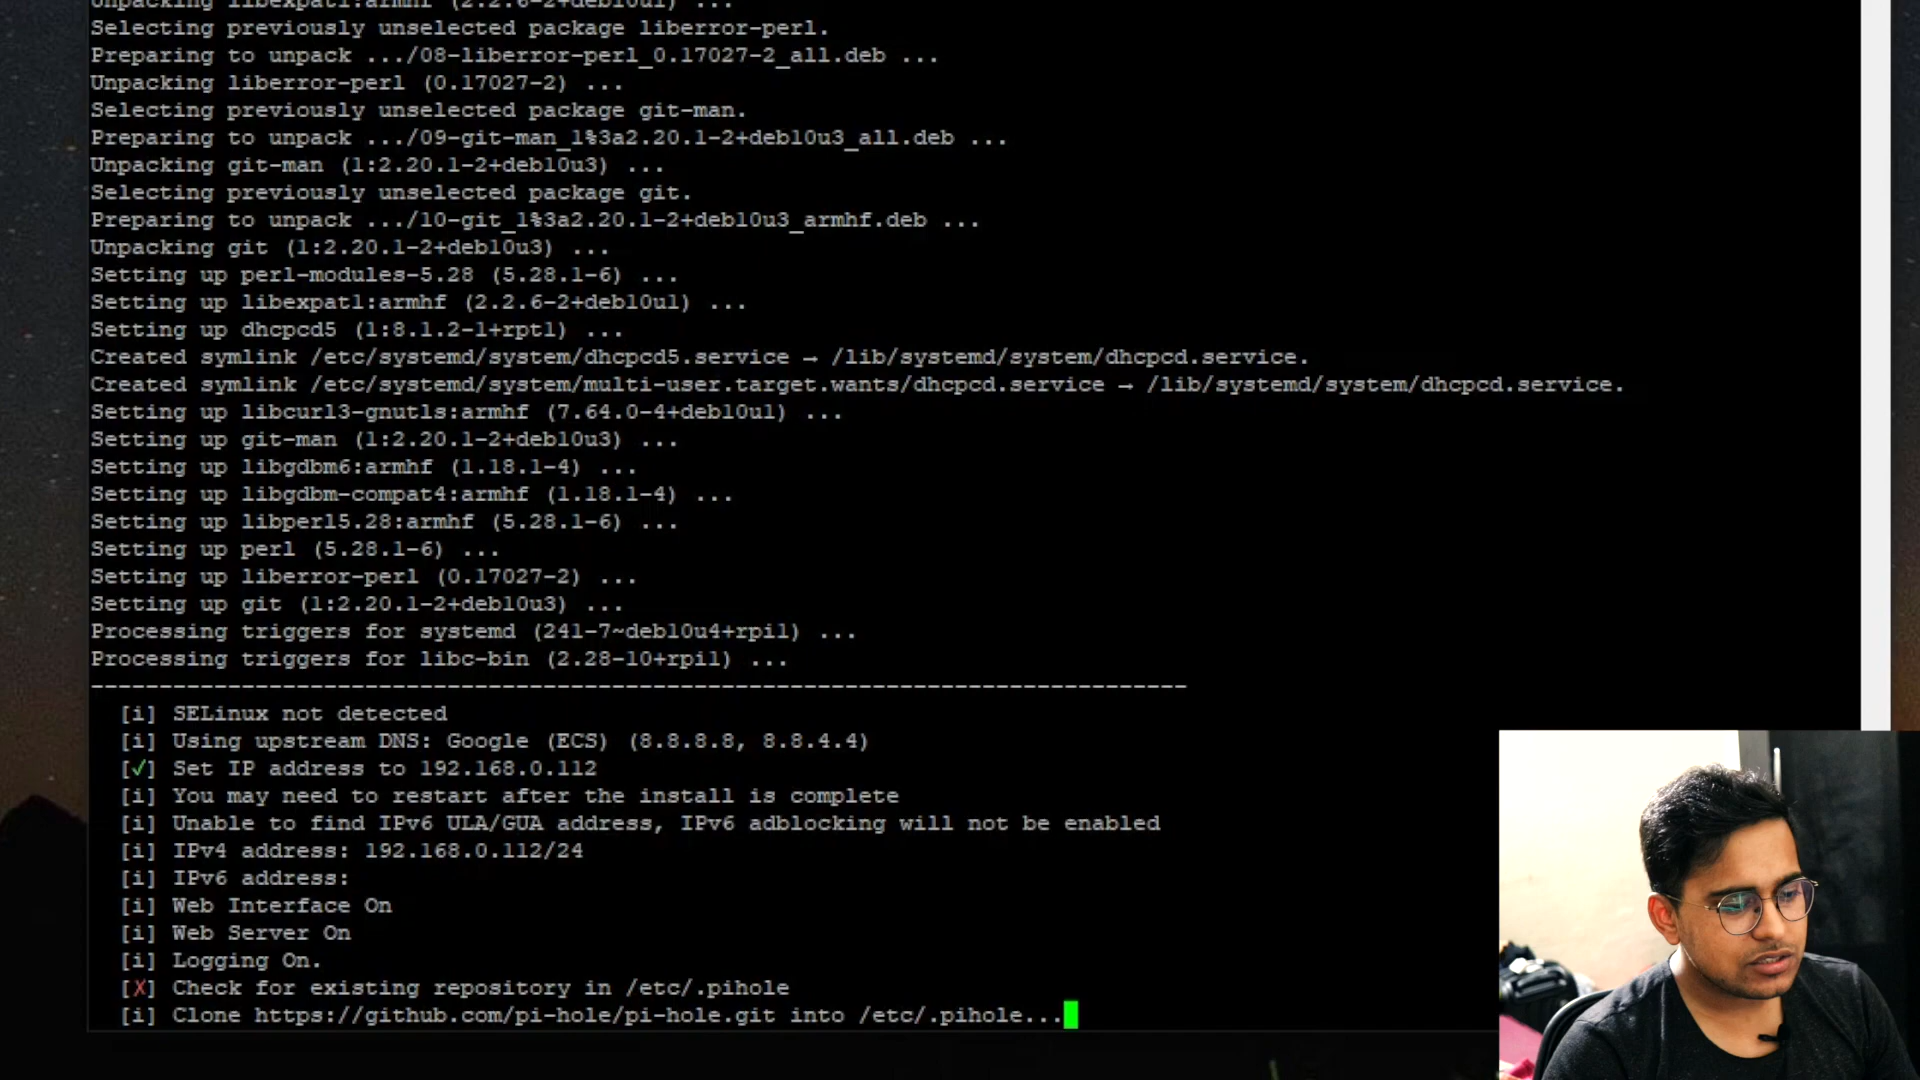 Unpacking libexpat1:armhf (2.2.6-2+deb10u1) ...
Selecting previously unselected package liberror-perl.
Preparing to unpack .../08-liberror-perl_0.17027-2_all.deb ...
Unpacking liberror-perl (0.17027-2) ...
Selecting previously unselected package git-man.
Preparing to unpack .../09-git-man_1%3a2.20.1-2+deb10u3_all.deb ...
Unpacking git-man (1:2.20.1-2+deb10u3) ...
Selecting previously unselected package git.
Preparing to unpack .../10-git_1%3a2.20.1-2+deb10u3_armhf.deb ...
Unpacking git (1:2.20.1-2+deb10u3) ...
Setting up perl-modules-5.28 (5.28.1-6) ...
Setting up libexpat1:armhf (2.2.6-2+deb10u1) ...
Setting up dhcpcd5 (1:8.1.2-1+rpt1) ...
Created symlink /etc/systemd/system/dhcpcd5.service → /lib/systemd/system/dhcpcd.service.
Created symlink /etc/systemd/system/multi-user.target.wants/dhcpcd.service → /lib/systemd/system/dhcpcd.service.
Setting up libcurl3-gnutls:armhf (7.64.0-4+deb10u1) ...
Setting up git-man (1:2.20.1-2+deb10u3) ...
Setting up libgdbm6:armhf (1.18.1-4) ...
Setting up libgdbm-compat4:armhf (1.18.1-4) ...
Setting up libperl5.28:armhf (5.28.1-6) ...
Setting up perl (5.28.1-6) ...
Setting up liberror-perl (0.17027-2) ...
Setting up git (1:2.20.1-2+deb10u3) ...
Processing triggers for systemd (241-7~deb10u4+rpi1) ...
Processing triggers for libc-bin (2.28-10+rpi1) ...
--------------------------------------------------------------------------------
[i] SELinux not detected
[i] Using upstream DNS: Google (ECS) (8.8.8.8, 8.8.4.4)
[✓] Set IP address to 192.168.0.112
[i] You may need to restart after the install is complete
[i] Unable to find IPv6 ULA/GUA address, IPv6 adblocking will not be enabled
[i] IPv4 address: 192.168.0.112/24
[i] IPv6 address:
[i] Web Interface On
[i] Web Server On
[i] Logging On.
[✗] Check for existing repository in /etc/.pihole
[i] Clone https://github.com/pi-hole/pi-hole.git into /etc/.pihole...